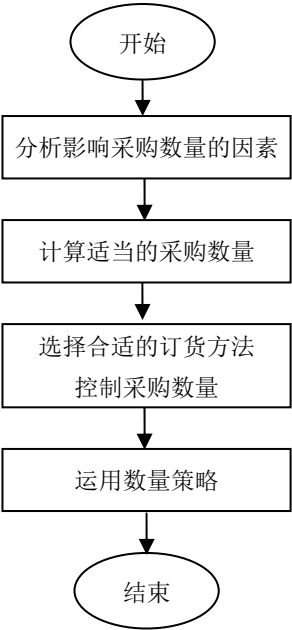 开始
分析影响采购数量的因素
计算适当的采购数量
选择合适的订货方法
控制采购数量
运用数量策略
结束